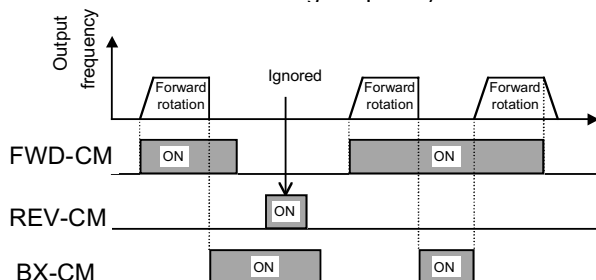 Output
frequency
Ignored
Forward
rotation
Forward
rotation
Forward
rotation
FWD-CM
ON
ON
REV-CM
ON
BX-CM
ON
ON